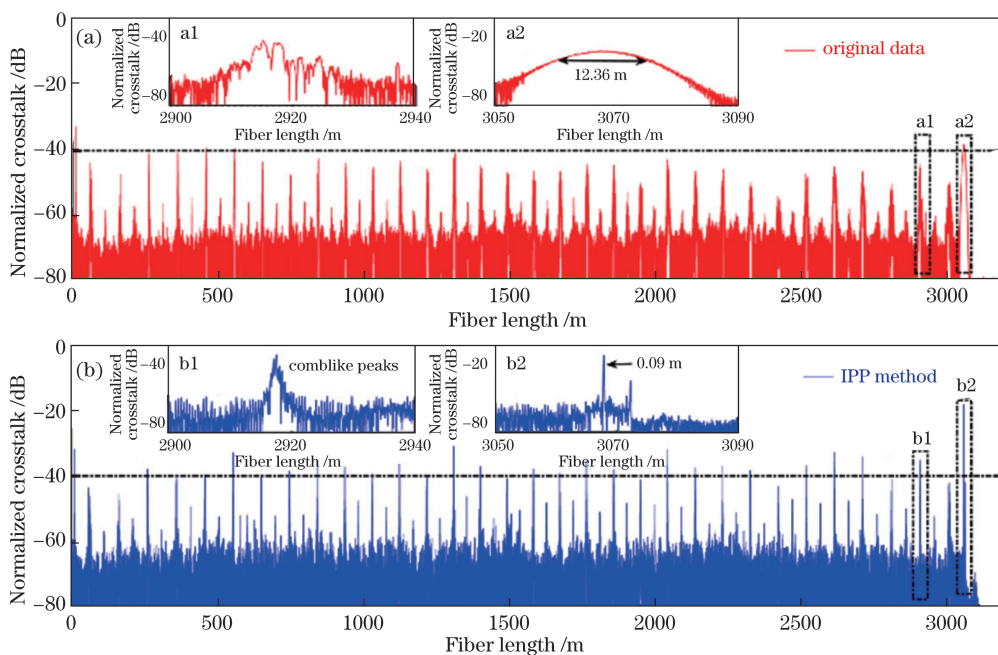 (a)
Normalized crosstalk /dB
0
−20
−40
−60
−80
a1
Normalized
crosstalk /dB
−40
−80
2900
2920
2940
Fiber length /m
a2
Normalized
crosstalk /dB
−20
−80
12.36 m
3050
3070
3090
Fiber length /m
original data
a1
a2
0
500
1000
1500
2000
2500
3000
Fiber length /m
(b)
Normalized crosstalk /dB
0
−20
−40
−60
−80
b1
comblike peaks
Normalized
crosstalk /dB
−40
−80
2900
2920
2940
Fiber length /m
b2
0.09 m
Normalized
crosstalk /dB
−20
−80
3050
3070
3090
Fiber length /m
IPP method
b1
b2
0
500
1000
1500
2000
2500
3000
Fiber length /m